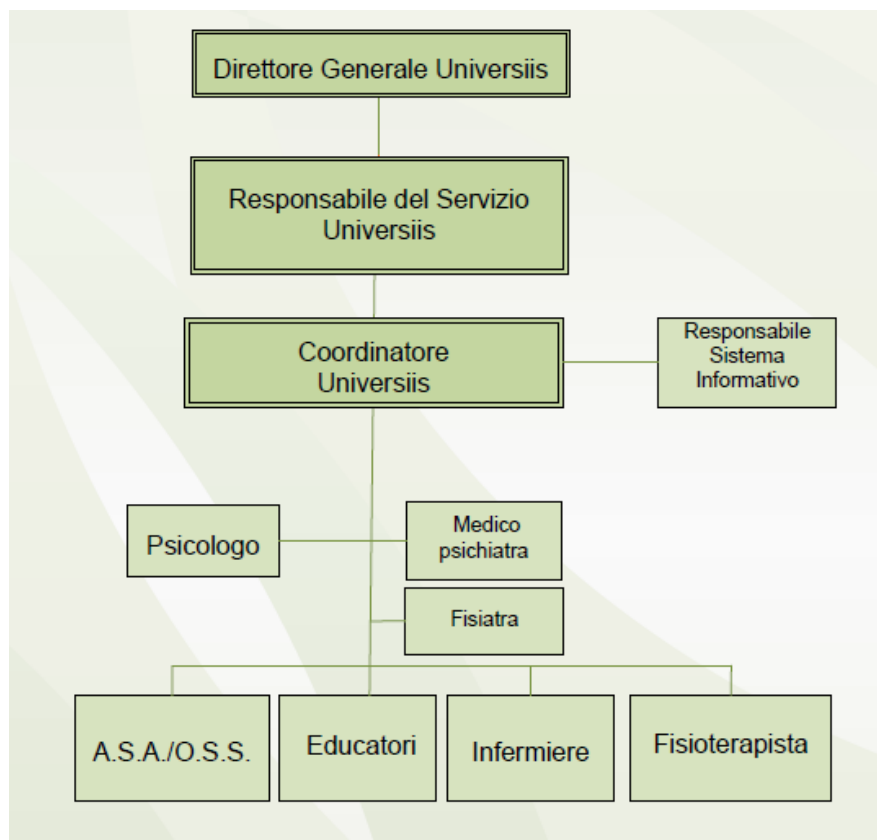 Direttore Generale Universiis
Responsabile del Servizio
Universiis
Coordinatore
Universiis
Responsabile
Sistema
Informativo
Psicologo
Medico
psichiatra
Fisiatra
A.S.A./O.S.S.
Educatori
Infermiere
Fisioterapista